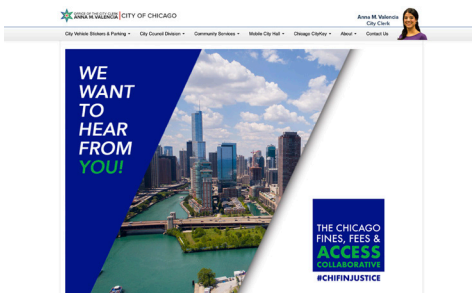 OFFICE OF THE CITY CLERK
ANNA M. VALENCIA | CITY OF CHICAGO
Anna M. Valencia
City Clerk
City Vehicle Stickers & Parking
City Council Division
Community Services
Mobile City Hall
Chicago CityKey
About
Contact Us
WE
WANT
TO
HEAR
FROM
YOU!
THE CHICAGO
FINES, FEES &
ACCESS
COLLABORATIVE
#CHIFINJUSTICE